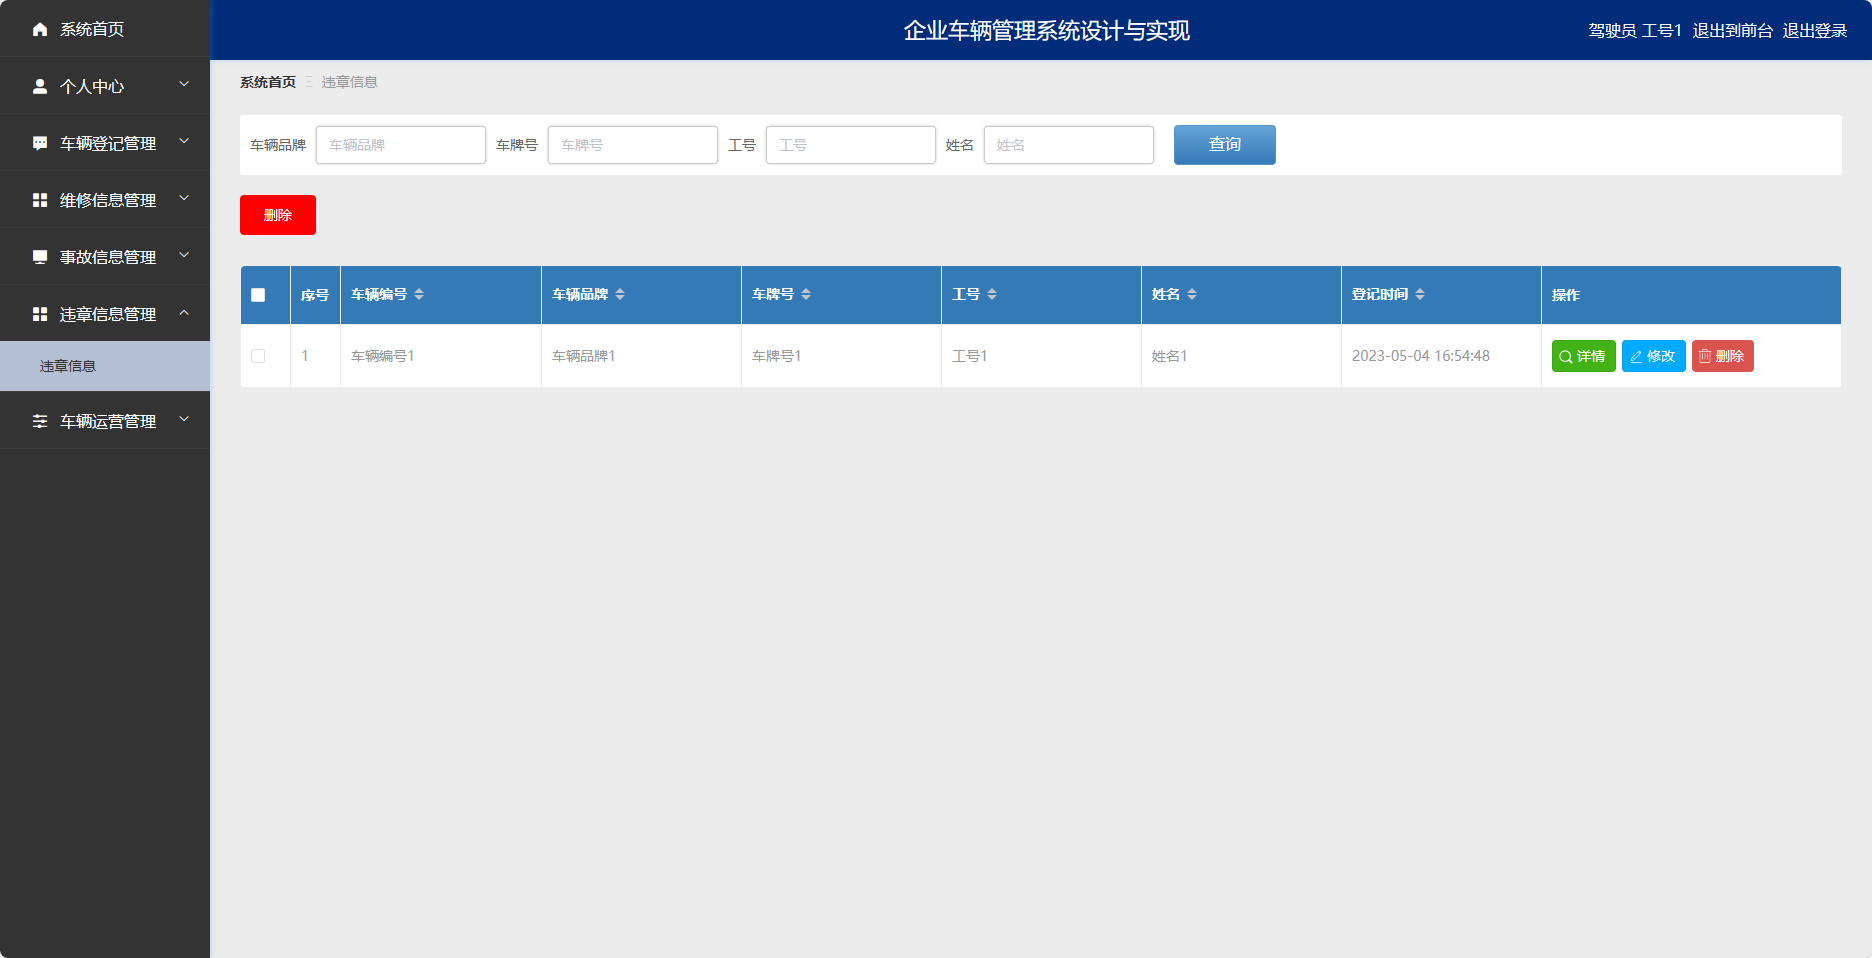 企业车辆管理系统设计与实现
驾驶员 工号1 退出到前台 退出登录
系统首页
个人中心
车辆登记管理
维修信息管理
事故信息管理
违章信息管理
违章信息
车辆运营管理
系统首页 违章信息
车辆品牌 车辆品牌 车牌号 车牌号 工号 工号 姓名 姓名 查询
删除
序号 车辆编号 车辆品牌 车牌号 工号 姓名 登记时间 操作
1 车辆编号1 车辆品牌1 车牌号1 工号1 姓名1 2023-05-04 16:54:48 详情 修改 删除